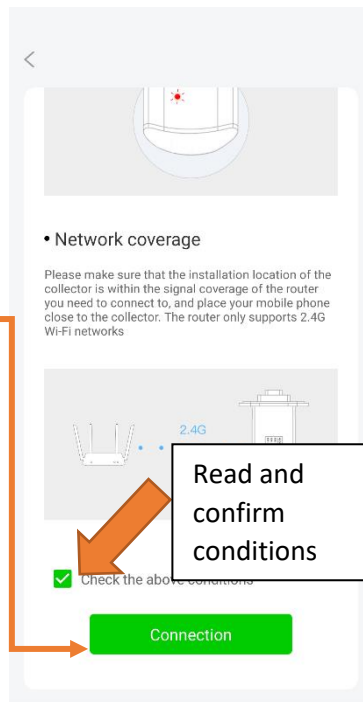 • Network coverage
Please make sure that the installation location of the
collector is within the signal coverage of the router
you need to connect to, and place your mobile phone
close to the collector. The router only supports 2.4G
Wi-Fi networks
2.4G
Read and
confirm
conditions
Check the above conditions
Connection